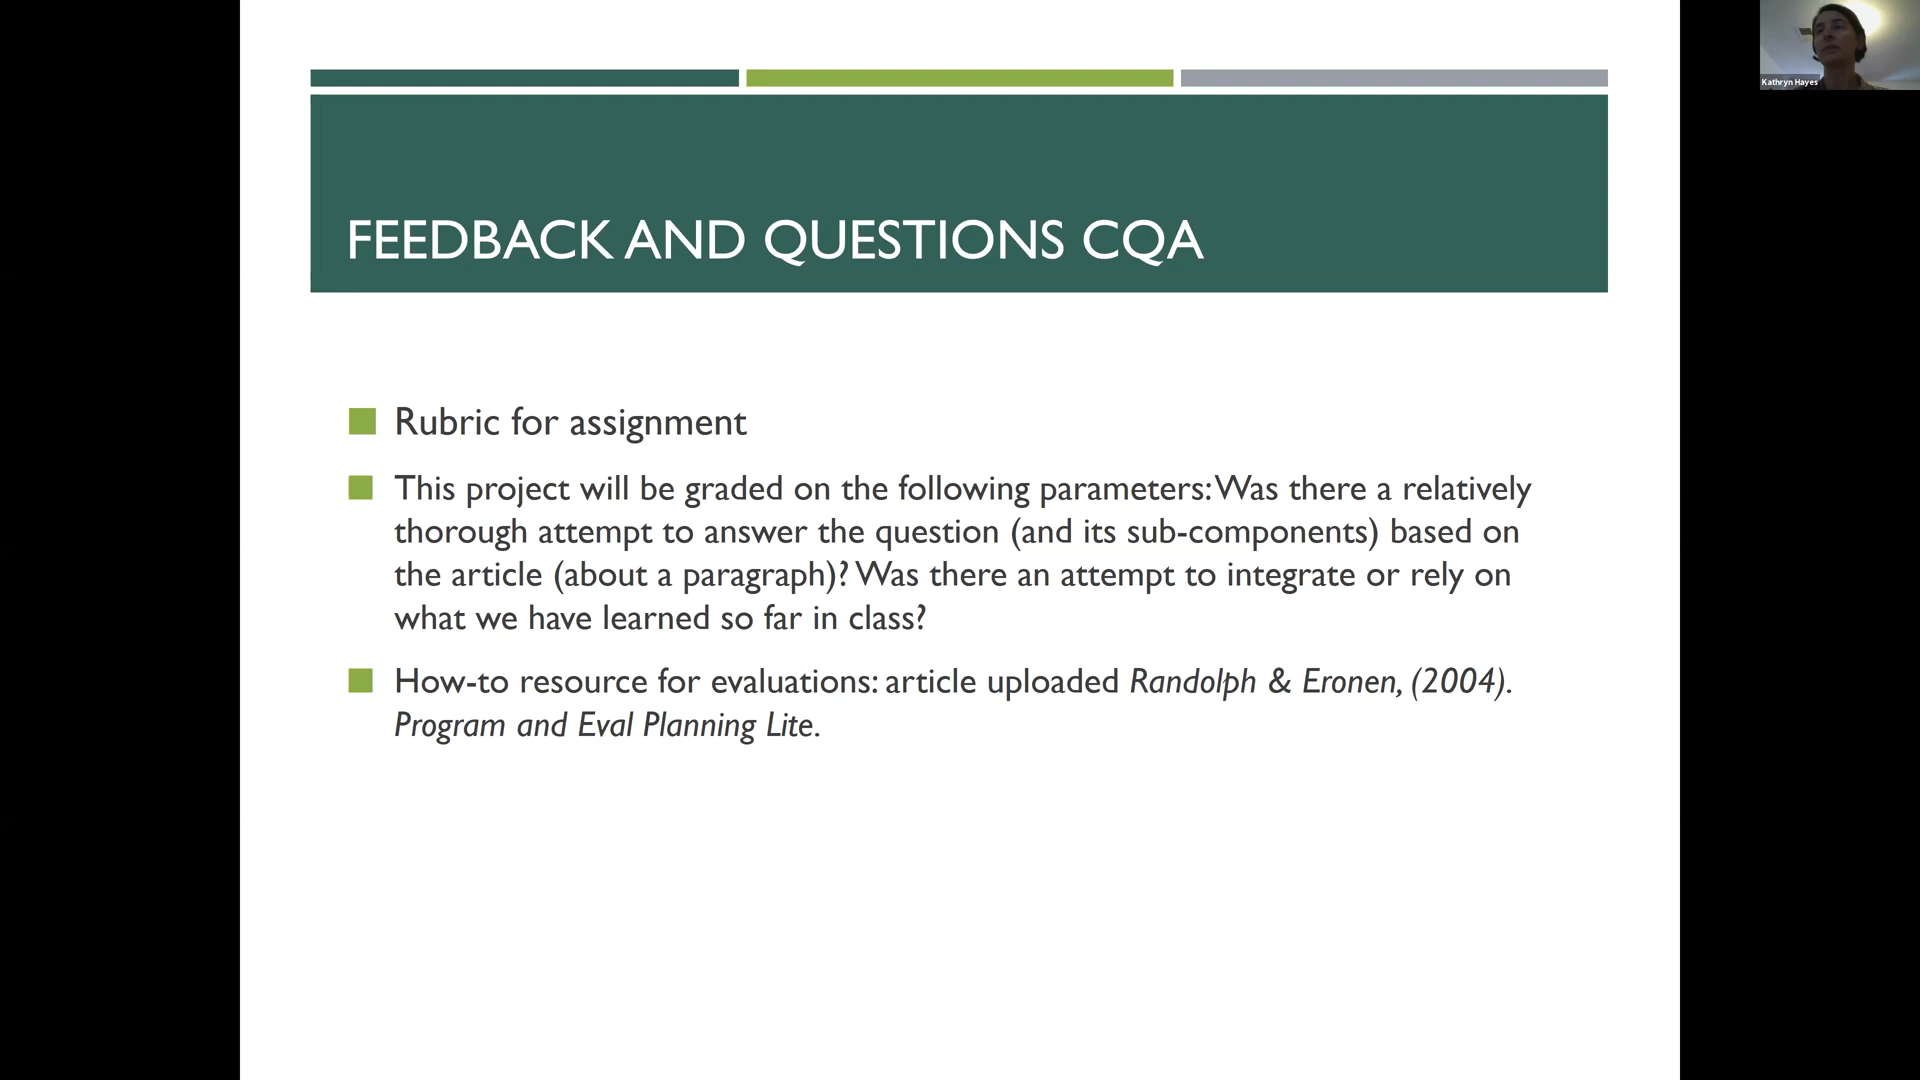 Kathryn Hayes
FEEDBACK AND QUESTIONS CQA
Rubric for assignment
This project will be graded on the following parameters: Was there a relatively
thorough attempt to answer the question (and its sub-components) based on
the article (about a paragraph)? Was there an attempt to integrate or rely on
what we have learned so far in class?
How-to resource for evaluations: article uploaded Randolph & Eronen, (2004).
Program and Eval Planning Lite.